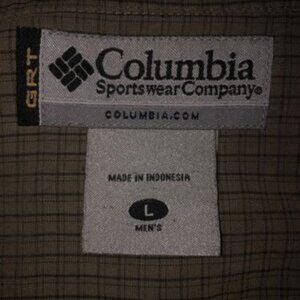 GRT
Columbia
Sportswear Company®
COLUMBIA.COM
MADE IN INDONESIA
L
MEN'S